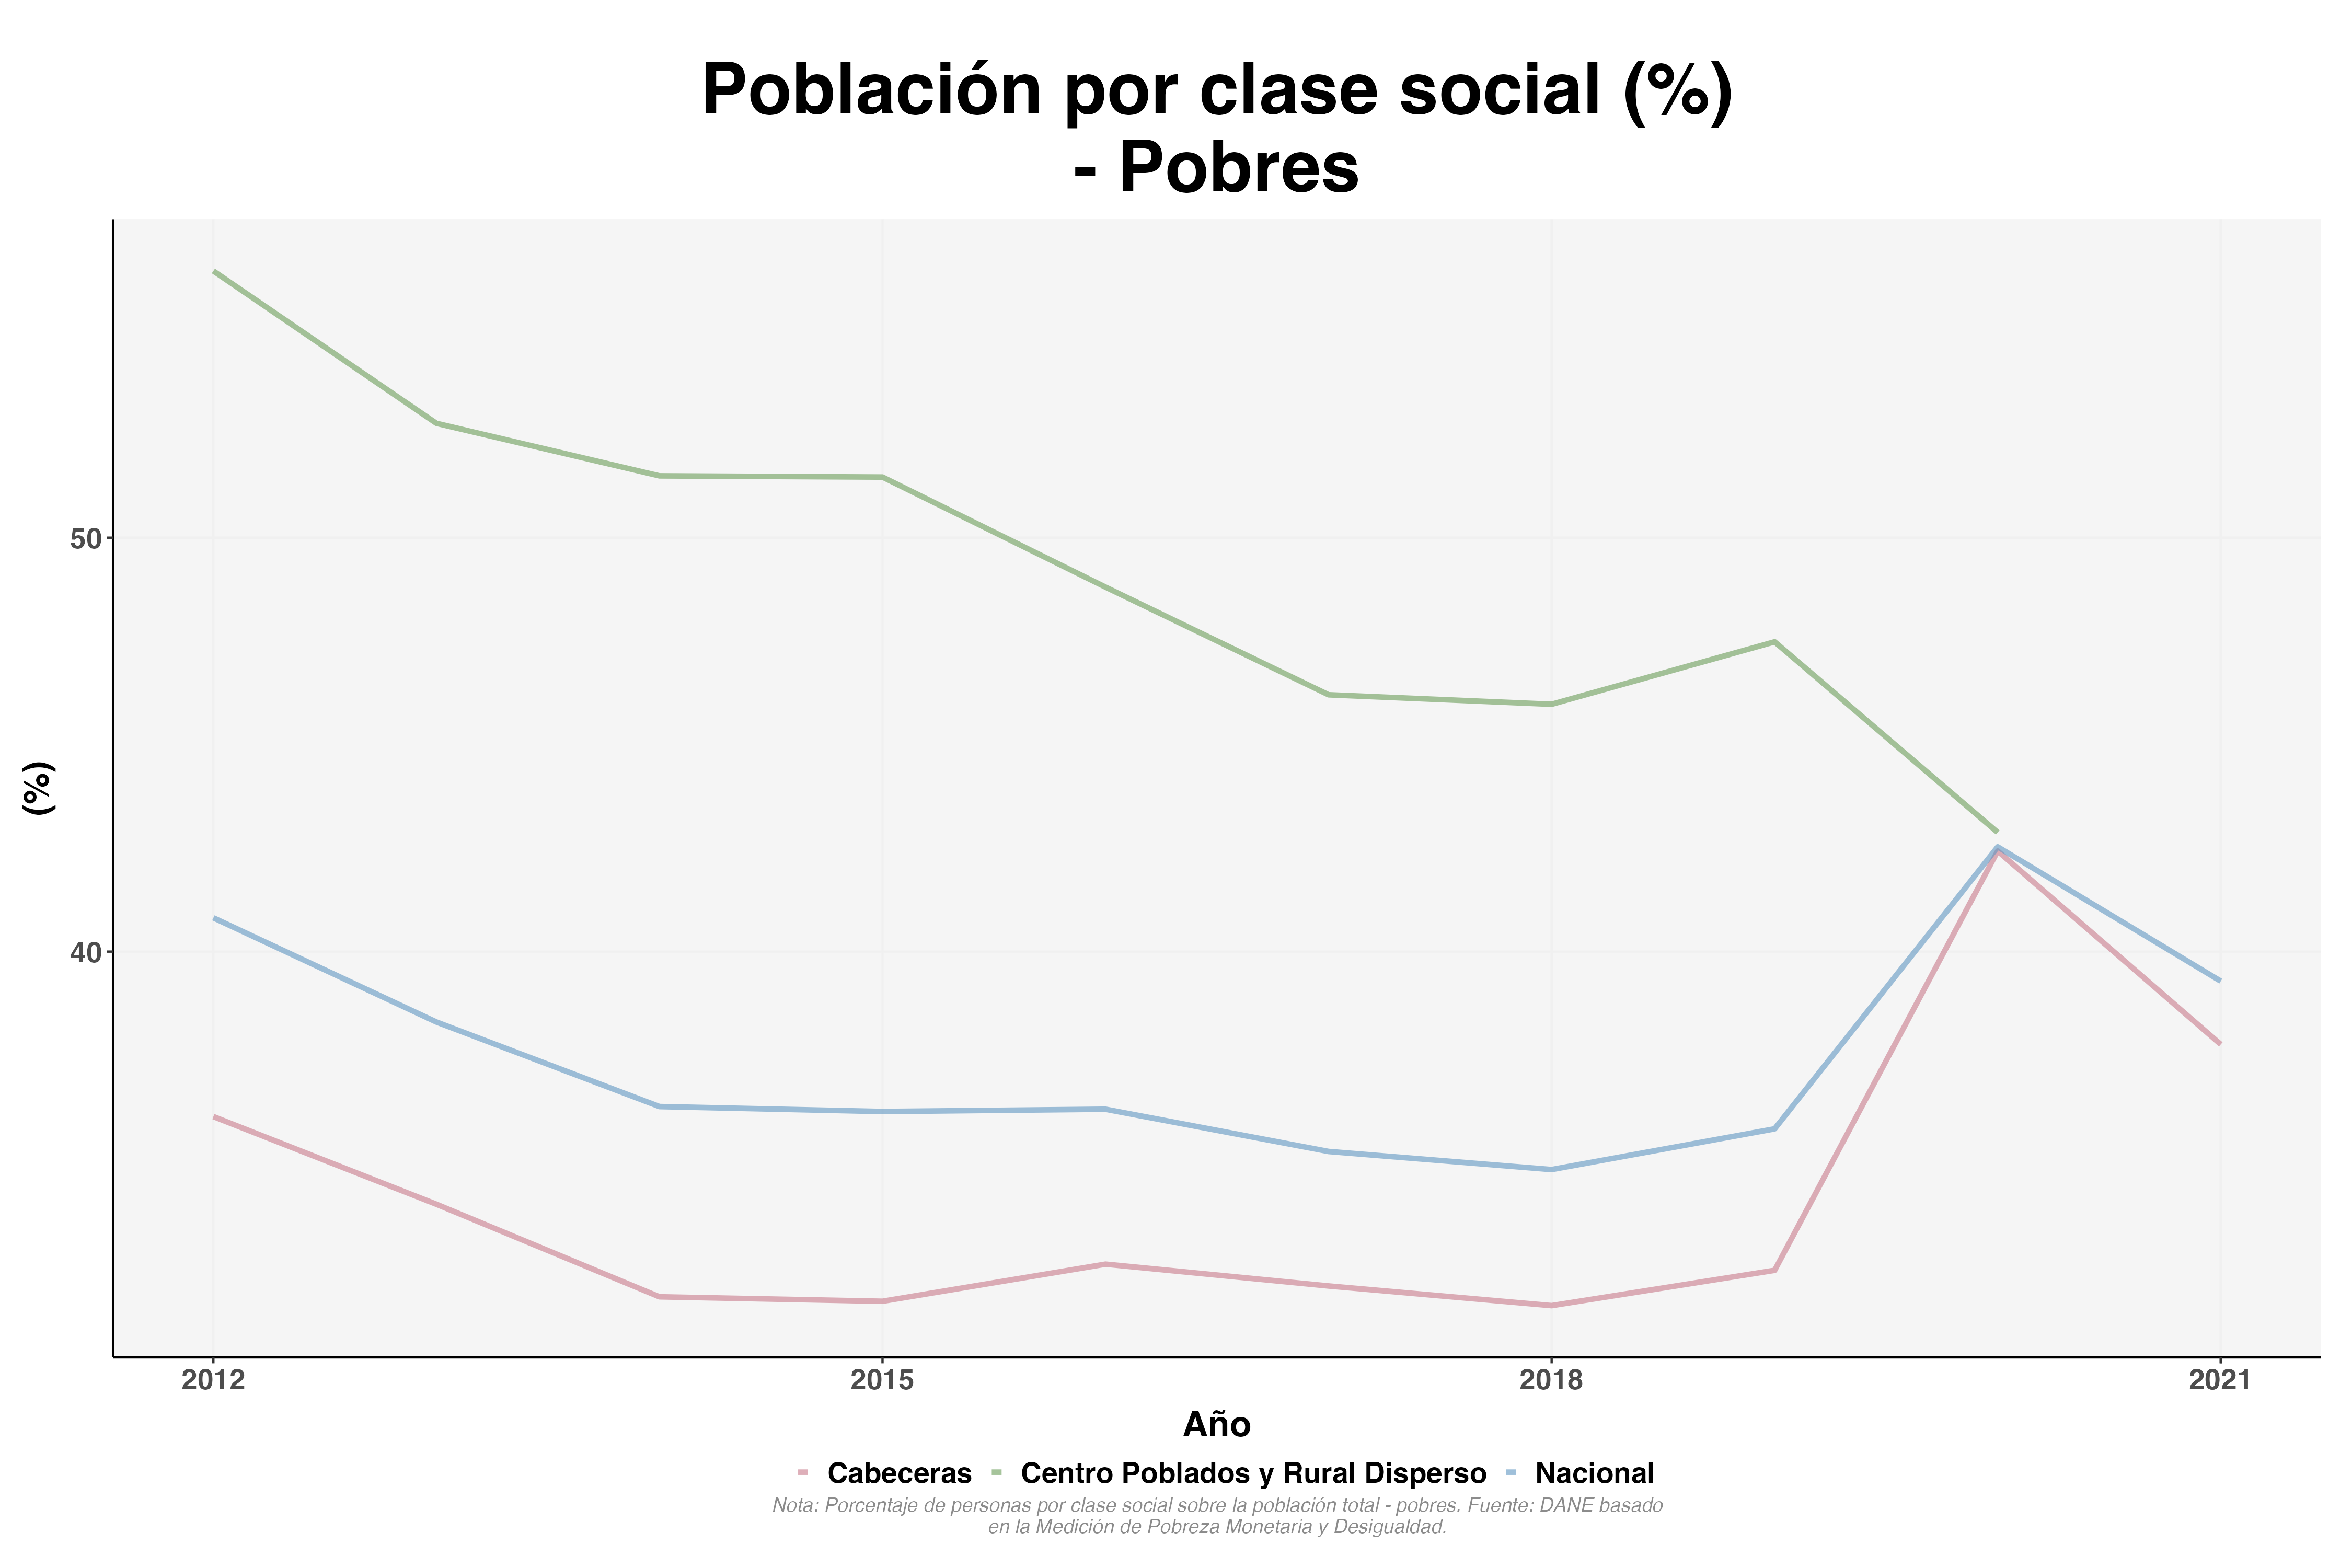 Población por clase social (%)
- Pobres
(%)
50
40
2012
2015
2018
2021
Año
Cabeceras
Centro Poblados y Rural Disperso
Nacional
Nota: Porcentaje de personas por clase social sobre la población total - pobres. Fuente: DANE basado
en la Medición de Pobreza Monetaria y Desigualdad.